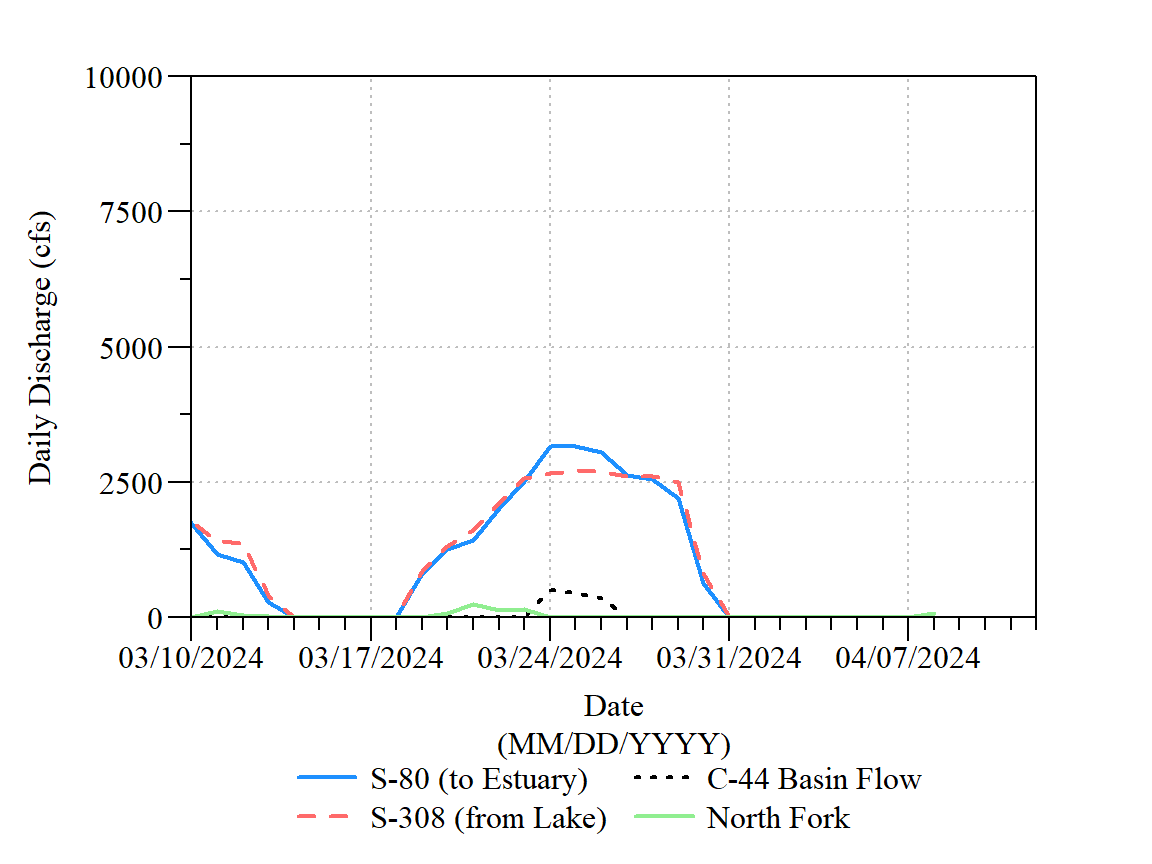 10000
7500
5000
2500
0
Daily Discharge (cfs)
03/10/2024 03/17/2024 03/24/2024 03/31/2024 04/07/2024
Date
(MM/DD/YYYY)
S-80 (to Estuary) C-44 Basin Flow
S-308 (from Lake) North Fork